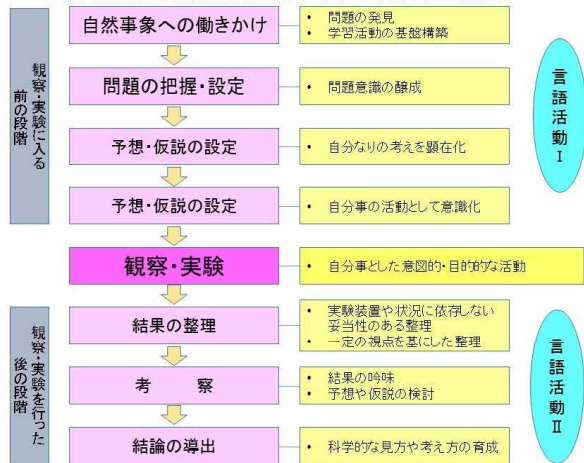 自然事象への働きかけ
・ 問題の発見
・ 学習活動の基盤構築
問題の把握・設定
・ 問題意識の醸成
予想・仮説の設定
・ 自分なりの考えを顕在化
予想・仮説の設定
・ 自分事の活動として意識化
観察・実験に入る
前の段階
言語活動Ⅰ
観察・実験
・ 自分事とした意図的・目的的な活動
結果の整理
・ 実験装置や状況に依存しない
妥当性のある整理
・ 一定の視点を基にした整理
考　　察
・ 結果の吟味
・ 予想や仮説の検討
結論の導出
・ 科学的な見方や考え方の育成
観察・実験を行った
後の段階
言語活動Ⅱ